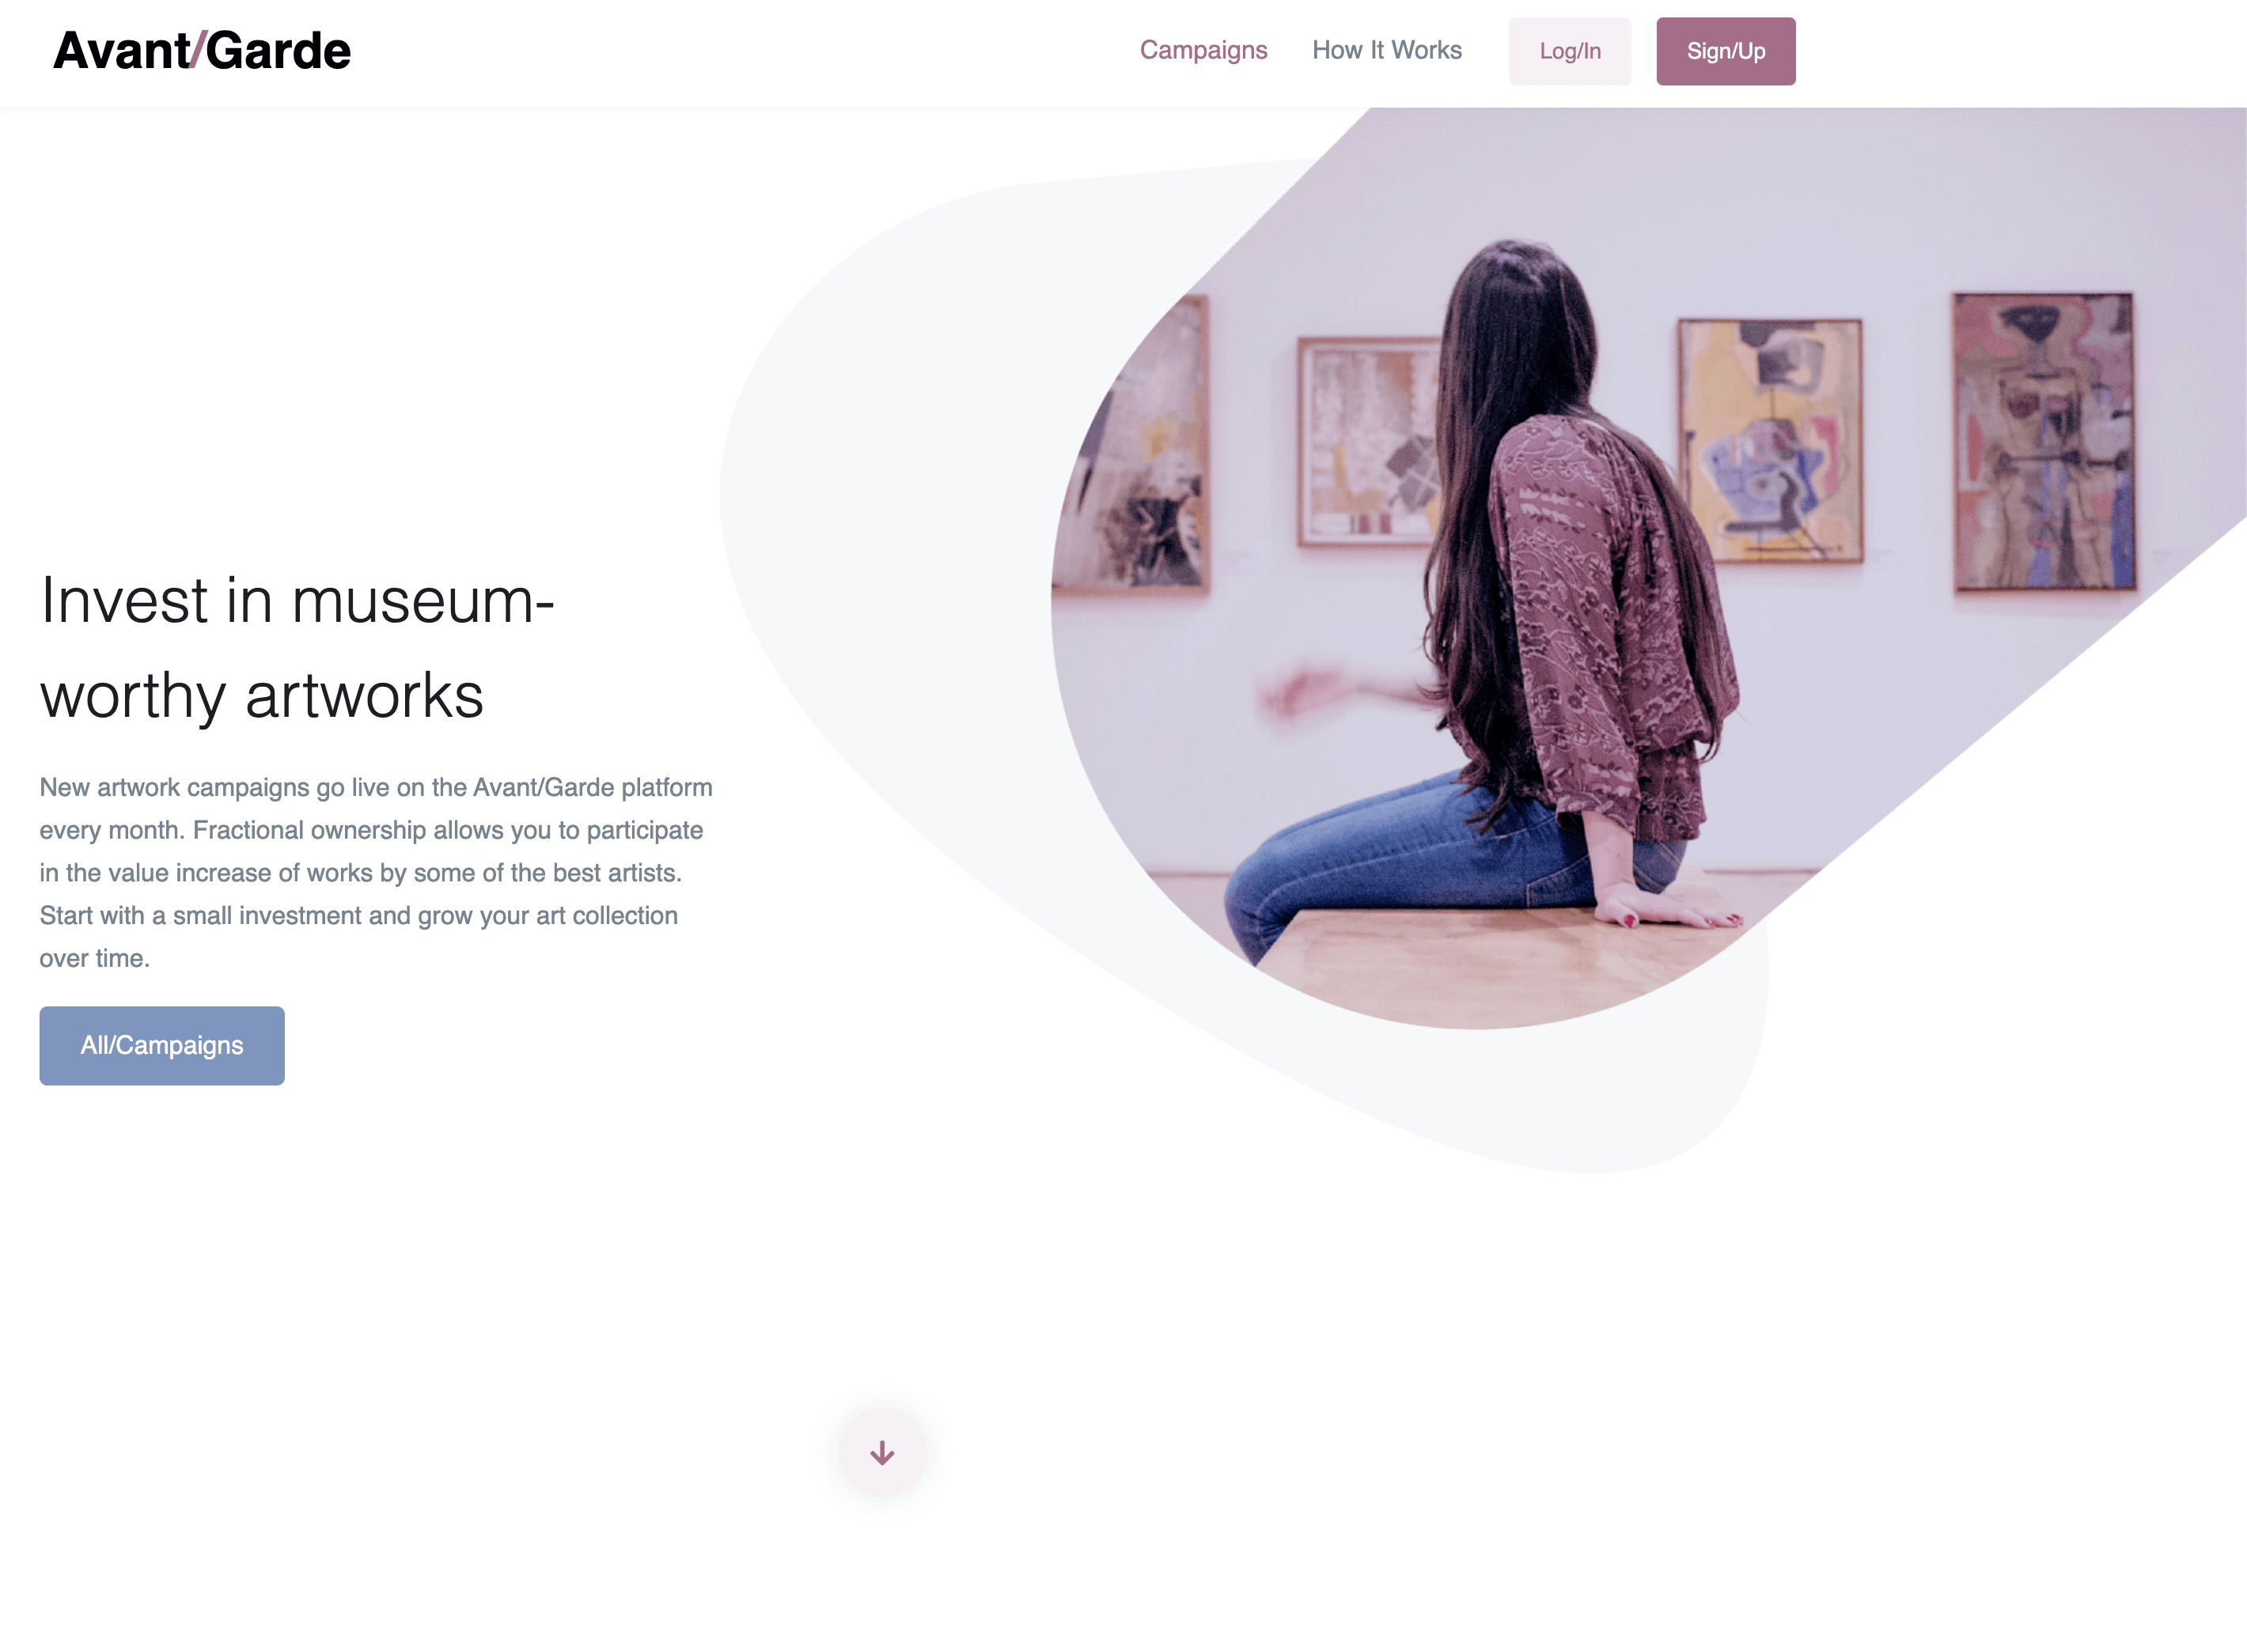 Avant/Garde
Campaigns
How It Works
Log/In
Sign/Up
Invest in museum-
worthy artworks
New artwork campaigns go live on the Avant/Garde platform
every month. Fractional ownership allows you to participate
in the value increase of works by some of the best artists.
Start with a small investment and grow your art collection
over time.
All/Campaigns